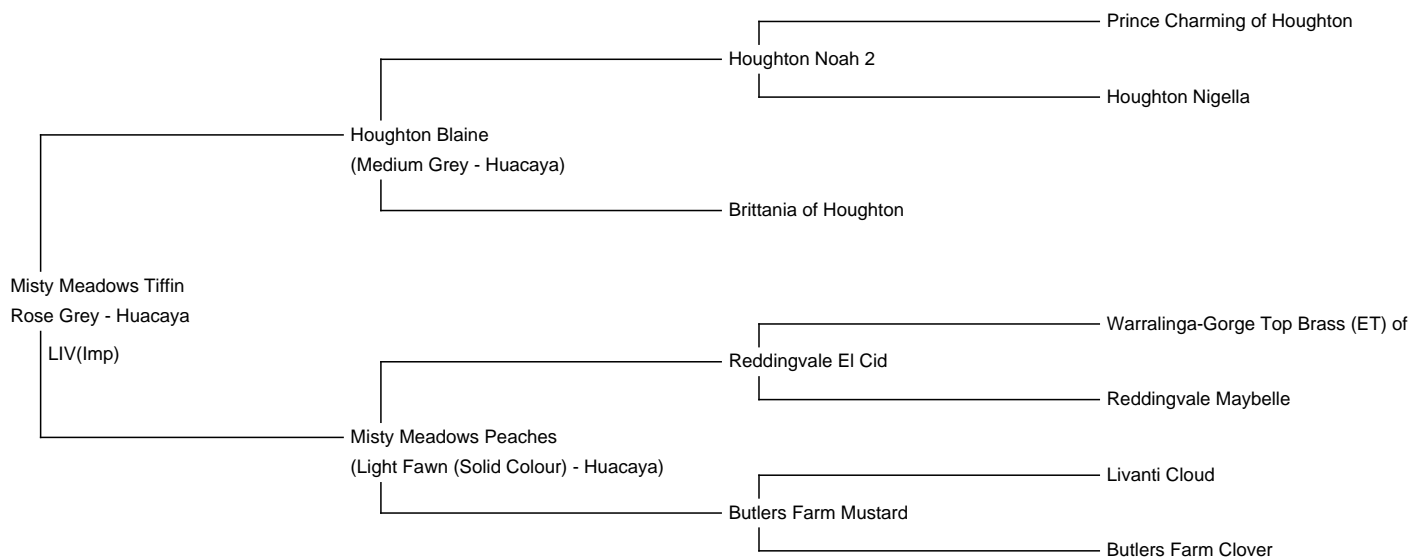 Prince Charming of Houghton
Houghton Noah 2
Houghton Nigella
Houghton Blaine
(Medium Grey - Huacaya)
Brittania of Houghton
Misty Meadows Tiffin
Rose Grey - Huacaya
LIV(Imp)
Warralinga-Gorge Top Brass (ET) of
Reddingvale El Cid
Reddingvale Maybelle
Misty Meadows Peaches
(Light Fawn (Solid Colour) - Huacaya)
Livanti Cloud
Butlers Farm Mustard
Butlers Farm Clover